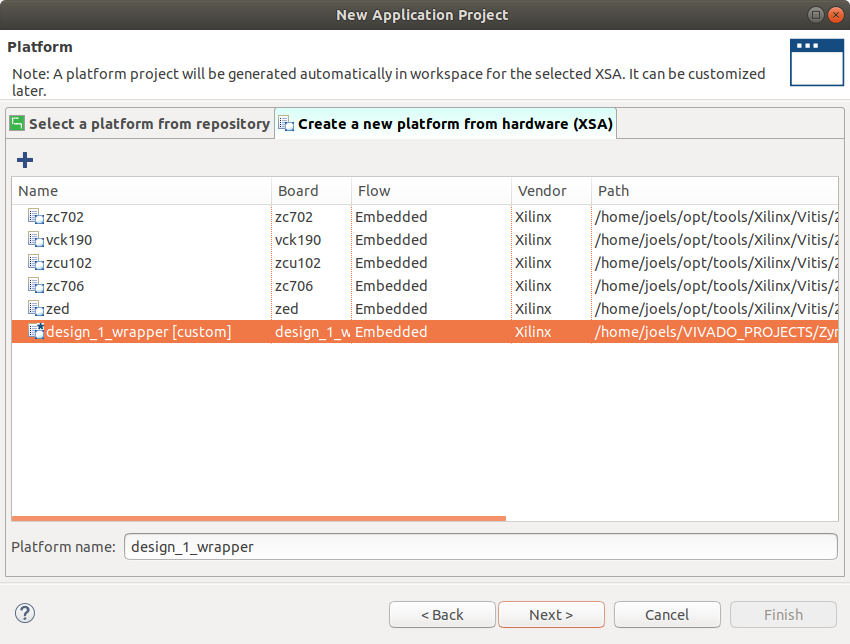 New Application Project
Platform
Note: A platform project will be generated automatically in workspace for the selected XSA. It can be customized
later.
Select a platform from repository Create a new platform from hardware (XSA)
Name Board Flow Vendor Path
zc702 zc702 Embedded Xilinx /home/joels/opt/tools/Xilinx/Vitis/2
vck190 vck190 Embedded Xilinx /home/joels/opt/tools/Xilinx/Vitis/2
zcu102 zcu102 Embedded Xilinx /home/joels/opt/tools/Xilinx/Vitis/2
zc706 zc706 Embedded Xilinx /home/joels/opt/tools/Xilinx/Vitis/2
zed zed Embedded Xilinx /home/joels/opt/tools/Xilinx/Vitis/2
design_1_wrapper [custom] design_1_w Embedded Xilinx /home/joels/VIVADO_PROJECTS/Zyn
Platform name: design_1_wrapper
? < Back Next > Cancel Finish